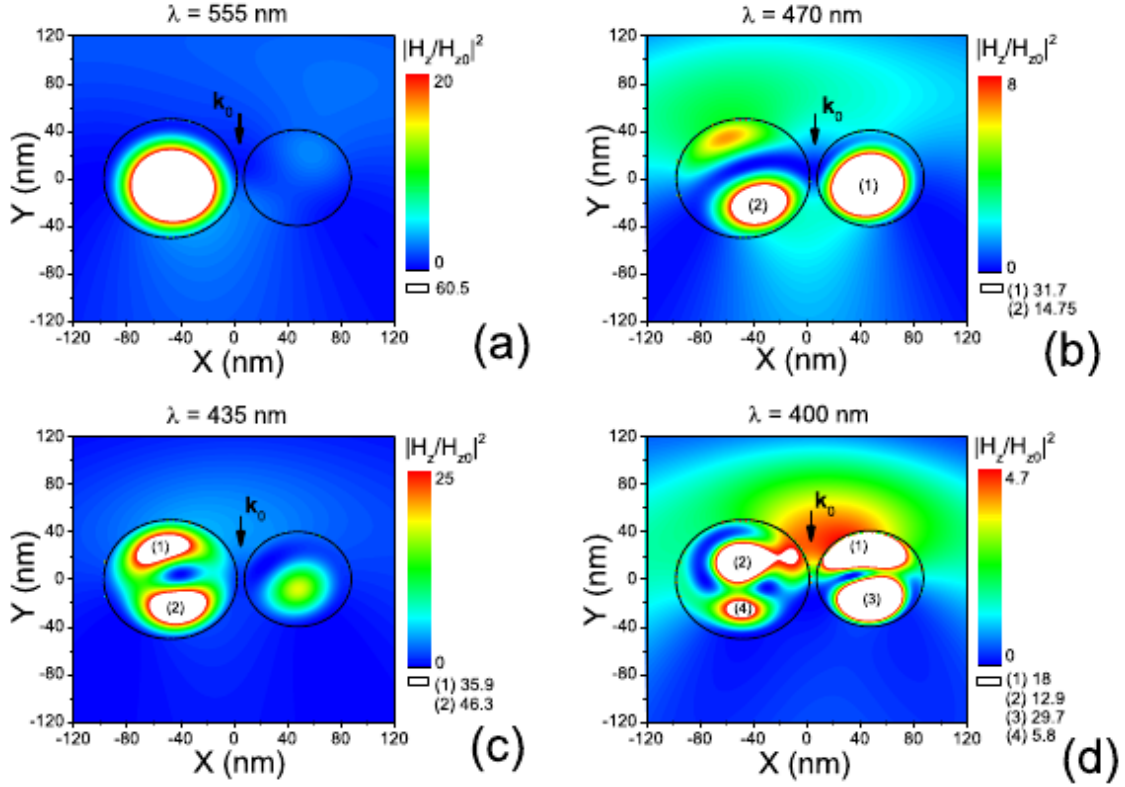 λ = 555 nm
120
80
40
0
-40
-80
-120
Y (nm)
-120 -80 -40 0 40 80 120
X (nm)
k0
|Hz/Hz0|2
20
0
60.5
(a)
λ = 470 nm
120
80
40
0
-40
-80
-120
Y (nm)
-120 -80 -40 0 40 80 120
X (nm)
k0
(1)
(2)
|Hz/Hz0|2
8
0
(1) 31.7
(2) 14.75
(b)
λ = 435 nm
120
80
40
0
-40
-80
-120
Y (nm)
-120 -80 -40 0 40 80 120
X (nm)
k0
(1)
(2)
|Hz/Hz0|2
25
0
(1) 35.9
(2) 46.3
(c)
λ = 400 nm
120
80
40
0
-40
-80
-120
Y (nm)
-120 -80 -40 0 40 80 120
X (nm)
k0
(1)
(2)
(3)
(4)
|Hz/Hz0|2
4.7
0
(1) 18
(2) 12.9
(3) 29.7
(4) 5.8
(d)